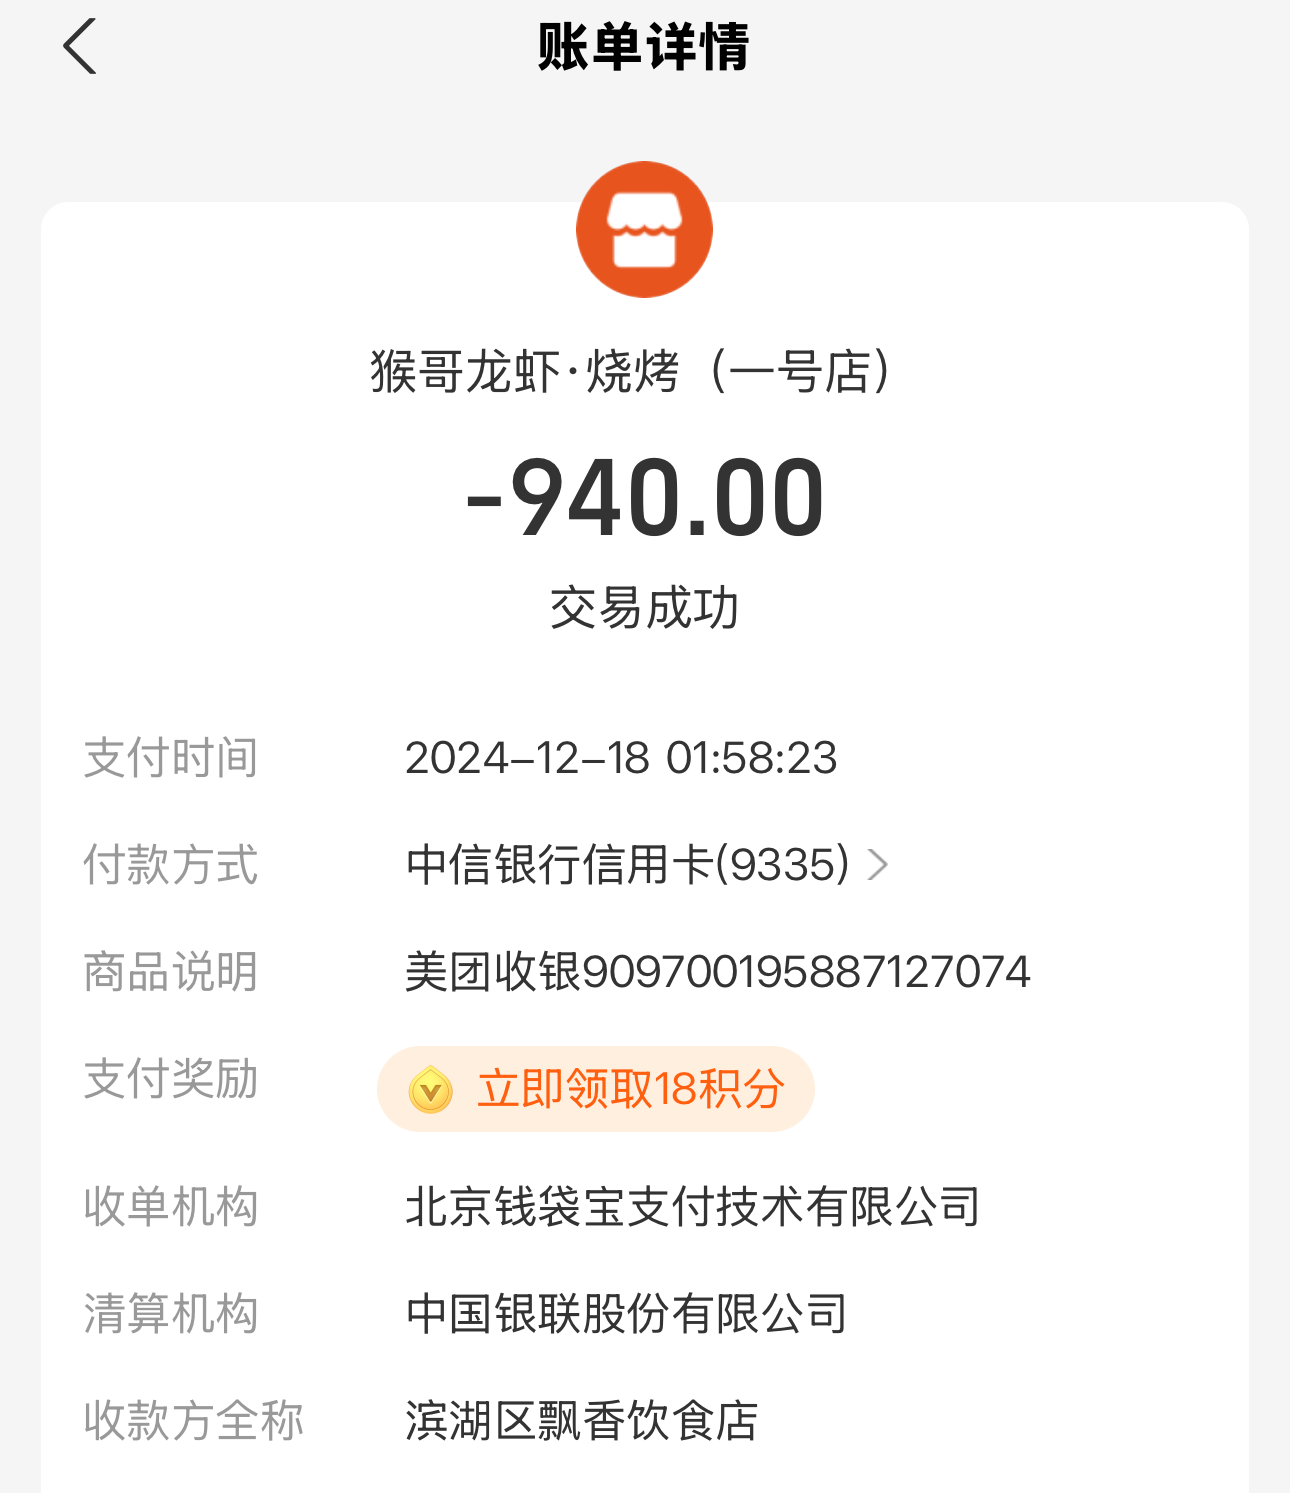 账单详情
猴哥龙虾·烧烤（一号店）
-940.00
交易成功
支付时间 2024-12-18 01:58:23
付款方式 中信银行信用卡(9335)
商品说明 美团收银909700195887127074
支付奖励 立即领取18积分
收单机构 北京钱袋宝支付技术有限公司
清算机构 中国银联股份有限公司
收款方全称 滨湖区飘香饮食店